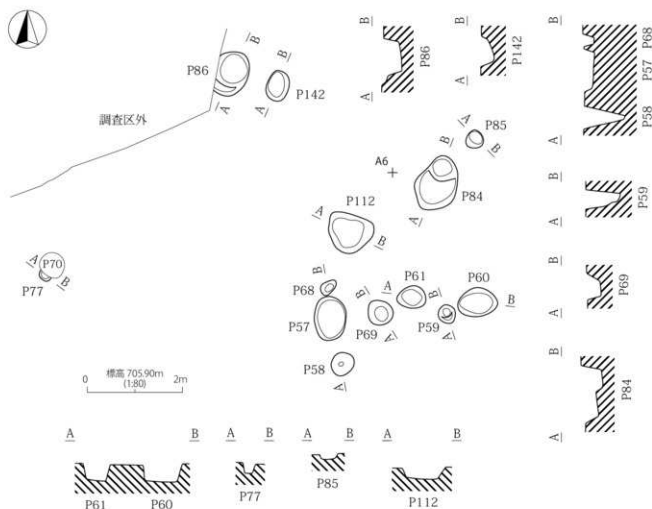 B
P86
A
B
P142
A
調査区外
B
A
P86
B
A
P142
B
P68
P57
P58
A
A
P85
B
B
A6
P84
A
A
P112
B
B
A
P59
A
P70
P77
B
B
P68
P57
B
P69
A
A
P61
B
P59
A
P60
B
P58
A
B
A
P69
標高 705.90m
0
(1:80)
2m
B
A
P84
A
B
P61
P60
A
B
P77
A
B
P85
A
B
P112